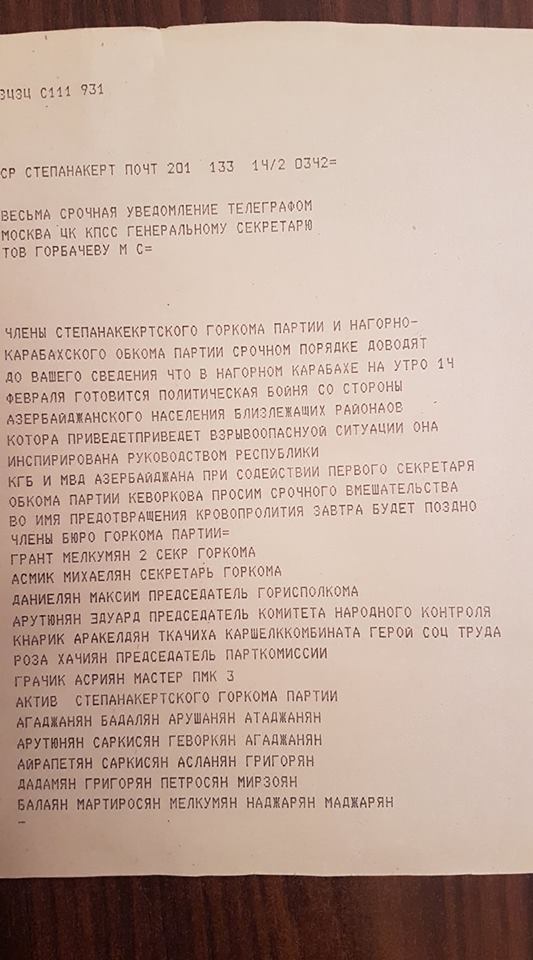 ЗЧЗЧ С111 931
СР СТЕПАНАКЕРТ ПОЧТ 201 133 14/2 0342=
ВЕСЬМА СРОЧНАЯ УВЕДОМЛЕНИЕ ТЕЛЕГРАФОМ
МОСКВА ЦК КПСС ГЕНЕРАЛЬНОМУ СЕКРЕТАРЮ
ТОВ ГОРБАЧЕВУ М С=
ЧЛЕНЫ СТЕПАНАКЕКРТСКОГО ГОРКОМА ПАРТИИ И НАГОРНО-
КАРАБАХСКОГО ОБКОМА ПАРТИИ СРОЧНОМ ПОРЯДКЕ ДОВОДЯТ
ДО ВАШЕГО СВЕДЕНИЯ ЧТО В НАГОРНОМ КАРАБАХЕ НА УТРО 14
ФЕВРАЛЯ ГОТОВИТСЯ ПОЛИТИЧЕСКАЯ БОЙНЯ СО СТОРОНЫ
АЗЕРБАЙДЖАНСКОГО НАСЕЛЕНИЯ БЛИЗЛЕЖАЩИХ РАЙОНАОВ
КОТОРА ПРИВЕДЕТПРИВЕДЕТ ВЗРЫВООПАСНУОЙ СИТУАЦИИ ОНА
ИНСПИРИРОВАНА РУКОВОДСТВОМ РЕСПУБЛИКИ
КГБ И МВД АЗЕРБАЙДЖАНА ПРИ СОДЕЙСТВИИ ПЕРВОГО СЕКРЕТАРЯ
ОБКОМА ПАРТИИ КЕВОРКОВА ПРОСИМ СРОЧНОГО ВМЕШАТЕЛЬСТВА
ВО ИМЯ ПРЕДОТВРАЩЕНИЯ КРОВОПРОЛИТИЯ ЗАВТРА БУДЕТ ПОЗДНО
ЧЛЕНЫ БЮРО ГОРКОМА ПАРТИИ=
ГРАНТ МЕЛКУМЯН 2 СЕКР ГОРКОМА
АСМИК МИХАЕЛЯН СЕКРЕТАРЬ ГОРКОМА
ДАНИЕЛЯН МАКСИМ ПРЕДСЕДАТЕЛЬ ГОРИСПОЛКОМА
АРУТЮНЯН ЭДУАРД ПРЕДСЕДАТЕЛЬ КОМИТЕТА НАРОДНОГО КОНТРОЛЯ
КНАРИК АРАКЕЛДЯН ТКАЧИХА КАРШЕЛККОМБИНАТА ГЕРОЙ СОЦ ТРУДА
РОЗА ХАЧИЯН ПРЕДСЕДАТЕЛЬ ПАРТКОМИССИИ
ГРАЧИК АСРИЯН МАСТЕР ПМК 3
АКТИВ СТЕПАНАКЕРТСКОГО ГОРКОМА ПАРТИИ
АГАДЖАНЯН БАДАЛЯН АРУШАНЯН АТАДЖАНЯН
АРУТЮНЯН САРКИСЯН ГЕВОРКЯН АГАДЖАНЯН
АЙРАПЕТЯН САРКИСЯН АСЛАНЯН ГРИГОРЯН
ДАДАМЯН ГРИГОРЯН ПЕТРОСЯН МИРЗОЯН
БАЛАЯН МАРТИРОСЯН МЕЛКУМЯН НАДЖАРЯН МАДЖАРЯН